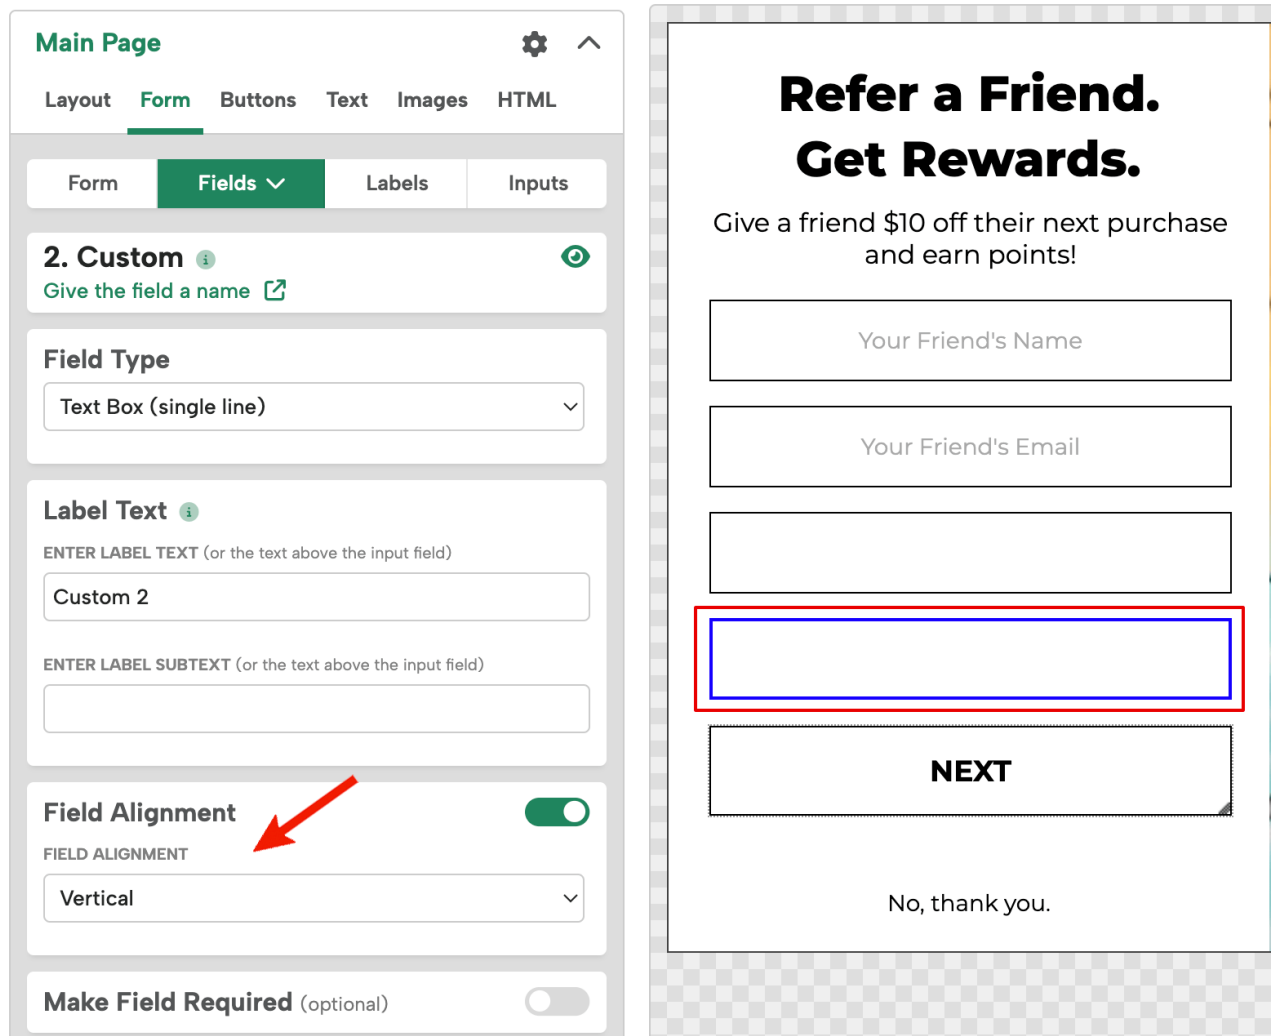 Main Page
Layout Form Buttons Text Images HTML
Form Fields Labels Inputs
2. Custom i
Give the field a name
Field Type
Text Box (single line)
Label Text i
ENTER LABEL TEXT (or the text above the input field)
Custom 2
ENTER LABEL SUBTEXT (or the text above the input field)
Field Alignment
FIELD ALIGNMENT
Vertical
Make Field Required (optional)
Refer a Friend.
Get Rewards.
Give a friend $10 off their next purchase
and earn points!
Your Friend's Name
Your Friend's Email
NEXT
No, thank you.